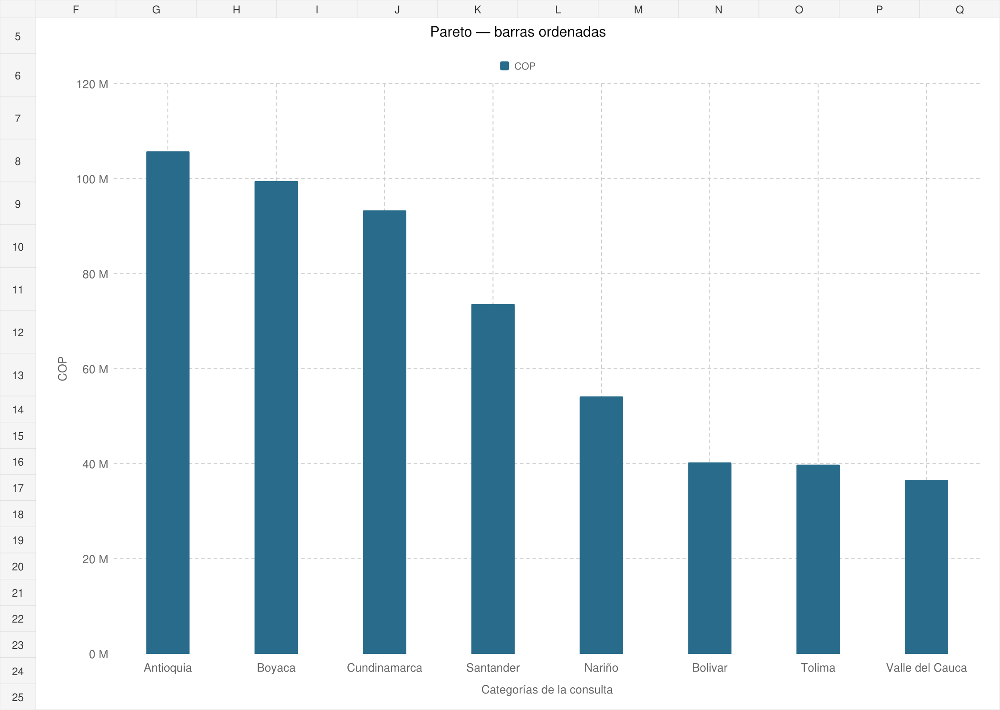 F G H I J K L M N O P Q
5
Pareto — barras ordenadas
COP
6
120 M
7
8
100 M
9
10
80 M
11
12
COP
60 M
13
14
15
16
40 M
17
18
19
20 M
20
21
22
23
0 M
24
Antioquia Boyaca Cundinamarca Santander Nariño Bolivar Tolima Valle del Cauca
Categorías de la consulta
25